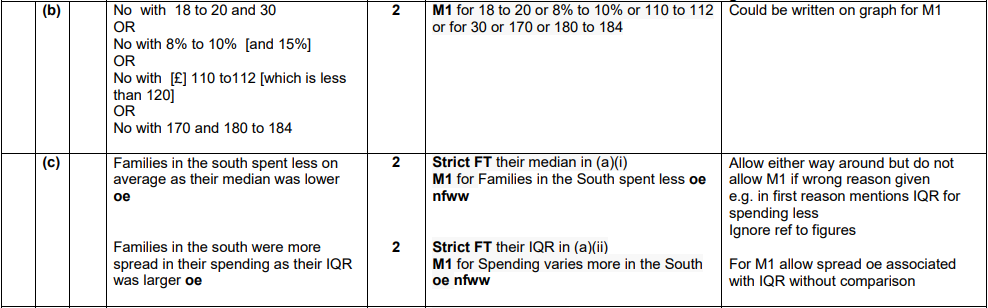 (b)
No with 18 to 20 and 30
OR
No with 8% to 10% [and 15%]
OR
No with [£] 110 to112 [which is less
than 120]
OR
No with 170 and 180 to 184
2
M1 for 18 to 20 or 8% to 10% or 110 to 112
or for 30 or 170 or 180 to 184
Could be written on graph for M1
(c)
Families in the south spent less on
average as their median was lower
oe
2
Strict FT their median in (a)(i)
M1 for Families in the South spent less oe
nfww
Allow either way around but do not
allow M1 if wrong reason given
e.g. in first reason mentions IQR for
spending less
Ignore ref to figures
Families in the south were more
spread in their spending as their IQR
was larger oe
2
Strict FT their IQR in (a)(ii)
M1 for Spending varies more in the South
oe nfww
For M1 allow spread oe associated
with IQR without comparison